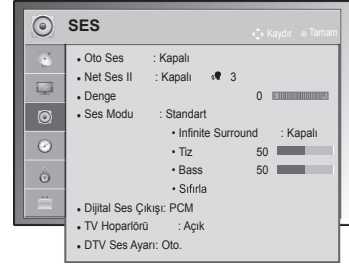 SES
Kaydır Tamam
• Oto Ses : Kapalı
• Net Ses II : Kapalı 3
• Denge 0
• Ses Modu : Standart
• Infinite Surround : Kapalı
• Tiz 50
• Bass 50
• Sıfırla
• Dijital Ses Çıkışı: PCM
• TV Hoparlörü : Açık
• DTV Ses Ayarı: Oto.